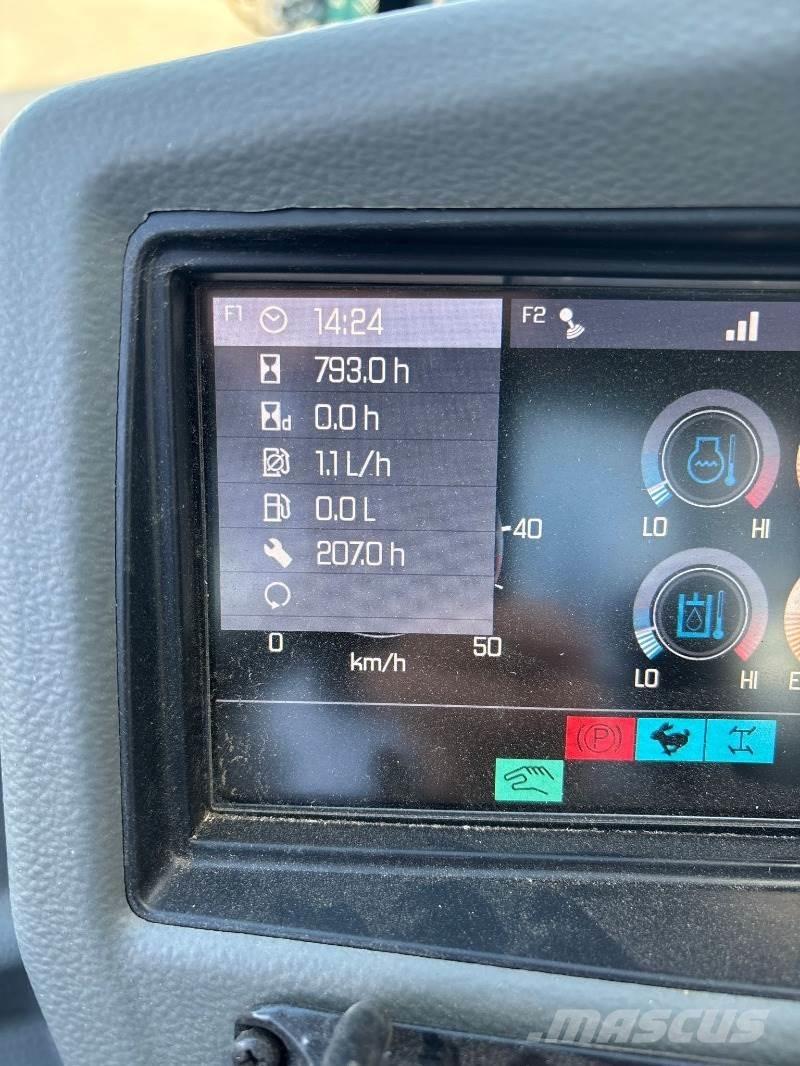 F1 14:24
F2
793.0 h
d 0.0 h
1.1 L/h
0.0 L
207.0 h
40
LO HI
0 50
km/h
LO HI
E
P
MASCUS